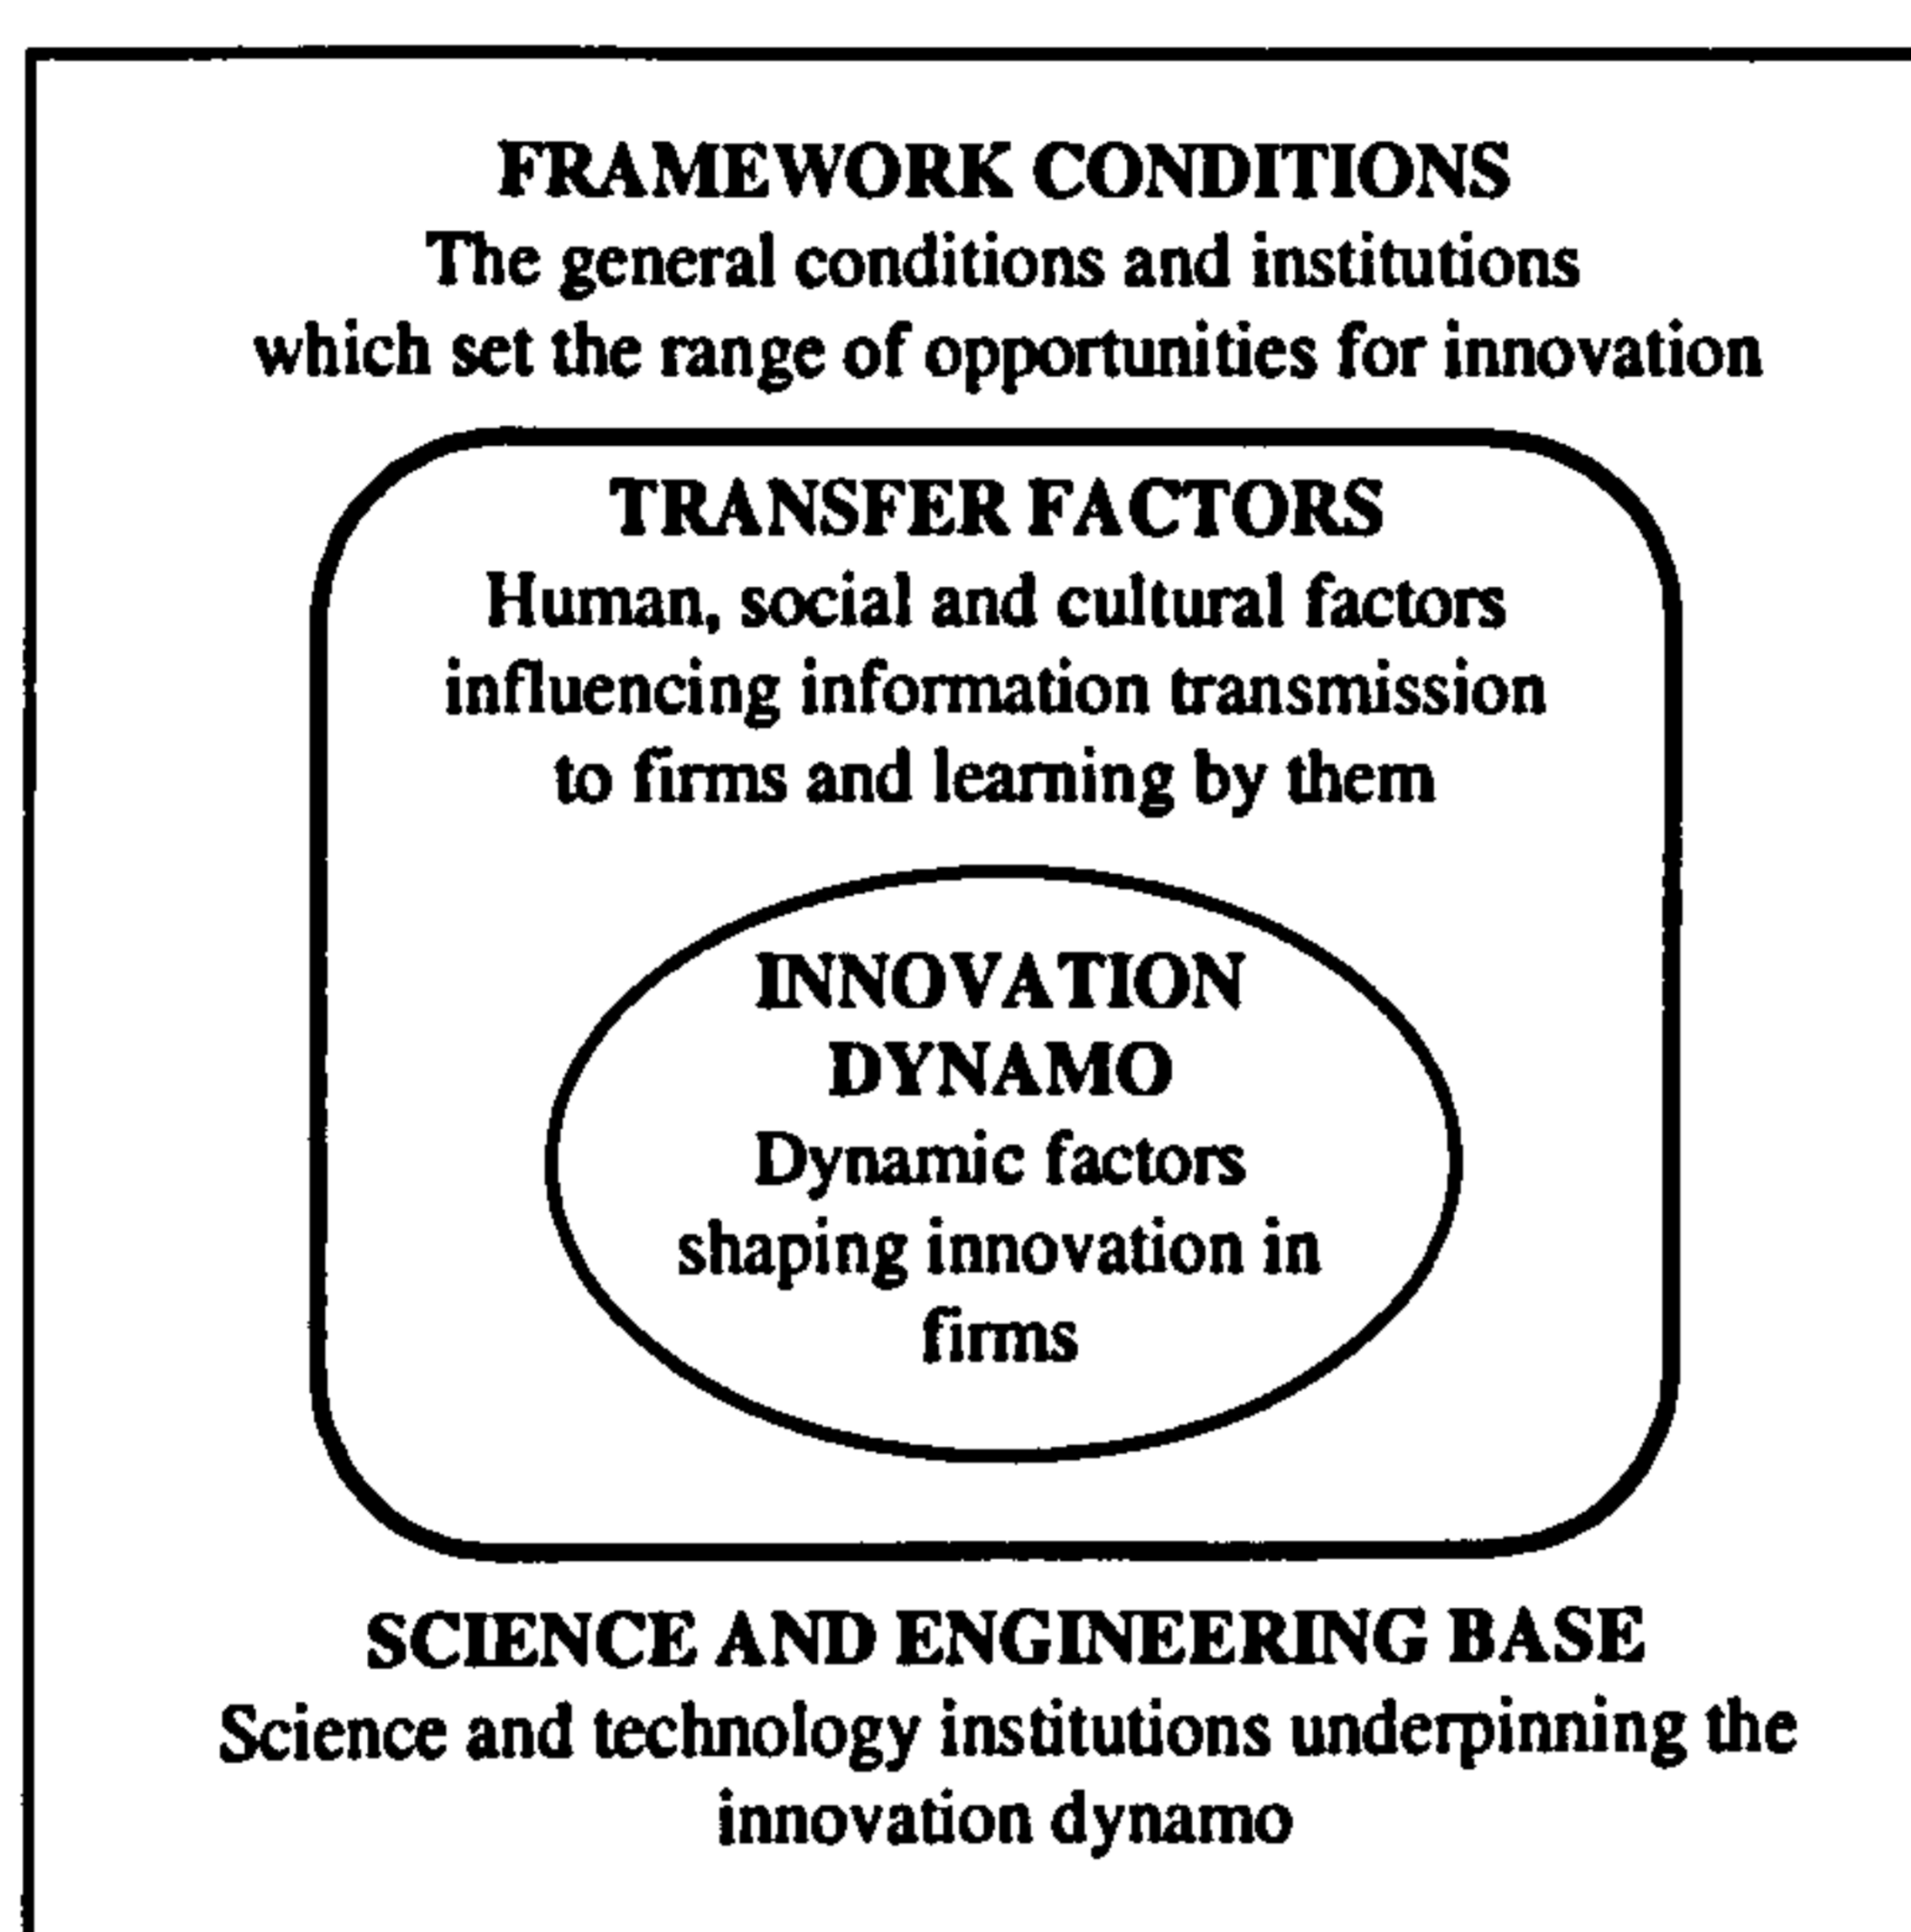 FRAMEWORK CONDITIONS
The general conditions and institutions
which set the range of opportunities for innovation
TRANSFER FACTORS
Human, social and cultural factors
influencing information transmission
to firms and learning by them
INNOVATION
DYNAMO
Dynamic factors
shaping innovation in
firms
SCIENCE AND ENGINEERING BASE
Science and technology institutions underpinning the
innovation dynamo